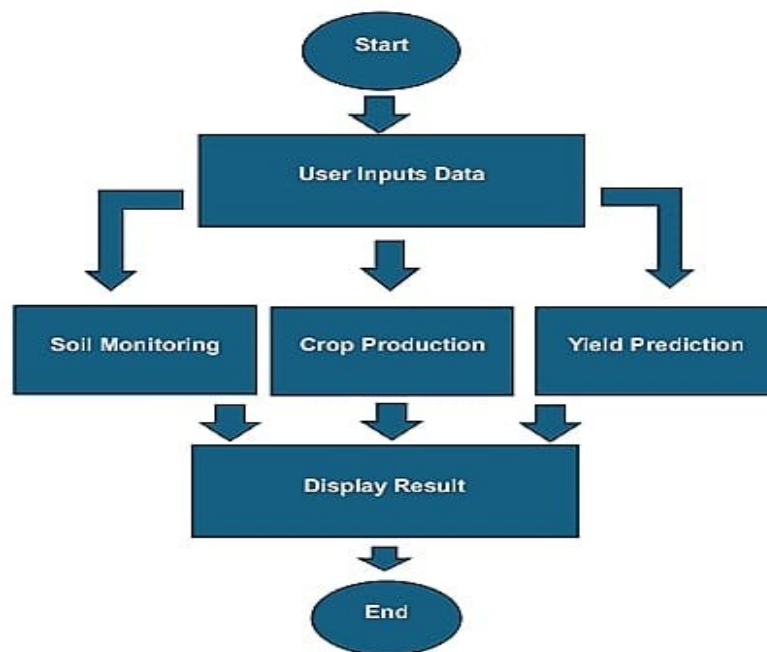 Start
User Inputs Data
Soil Monitoring
Crop Production
Yield Prediction
Display Result
End